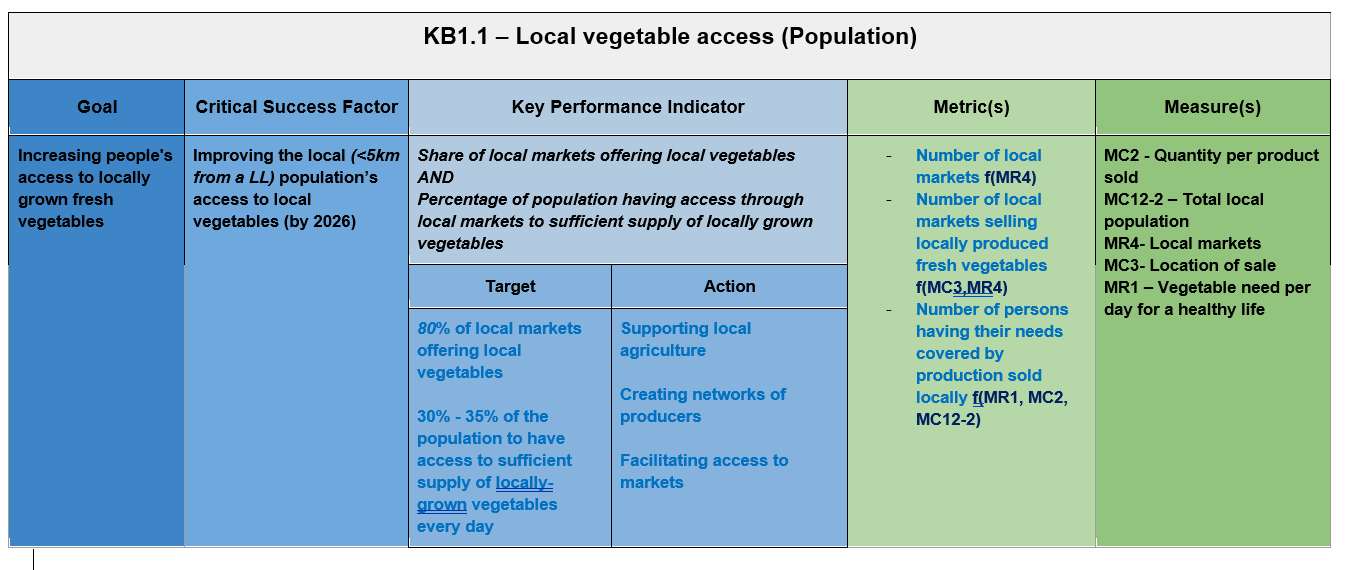 KB1.1 – Local vegetable access (Population)
Goal
Critical Success Factor
Key Performance Indicator
Metric(s)
Measure(s)
Increasing people's
access to locally
grown fresh
vegetables
Improving the local (<5km
from a LL) population’s
access to local
vegetables (by 2026)
Share of local markets offering local vegetables
AND
Percentage of population having access through
local markets to sufficient supply of locally grown
vegetables
Target
Action
80% of local markets
offering local
vegetables
30% - 35% of the
population to have
access to sufficient
supply of locally-
grown vegetables
every day
Supporting local
agriculture
Creating networks of
producers
Facilitating access to
markets
- Number of local
markets f(MR4)
- Number of local
markets selling
locally produced
fresh vegetables
f(MC3,MR4)
- Number of persons
having their needs
covered by
production sold
locally f(MR1, MC2,
MC12-2)
MC2 - Quantity per product
sold
MC12-2 – Total local
population
MR4- Local markets
MC3- Location of sale
MR1 – Vegetable need per
day for a healthy life